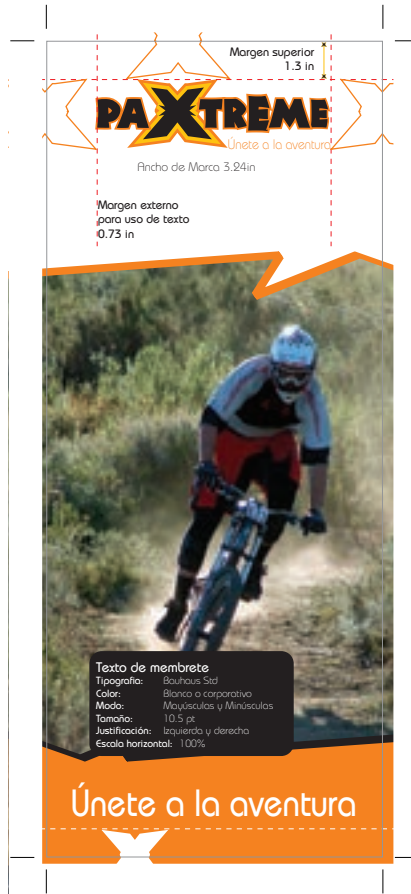 Margen superior
1.3 in
PAXTREME
Únete a la aventura
Ancho de Marca 3.24in
Margen externo
para uso de texto
0.73 in
Texto de membrete
Tipografia: Bauhaus Std
Color: Blanco o corporativo
Modo: Mayúsculas y Minúsculas
Tamaño: 10.5 pt
Justificación: Izquierda y derecha
Escala horizontal: 100%
Únete a la aventura